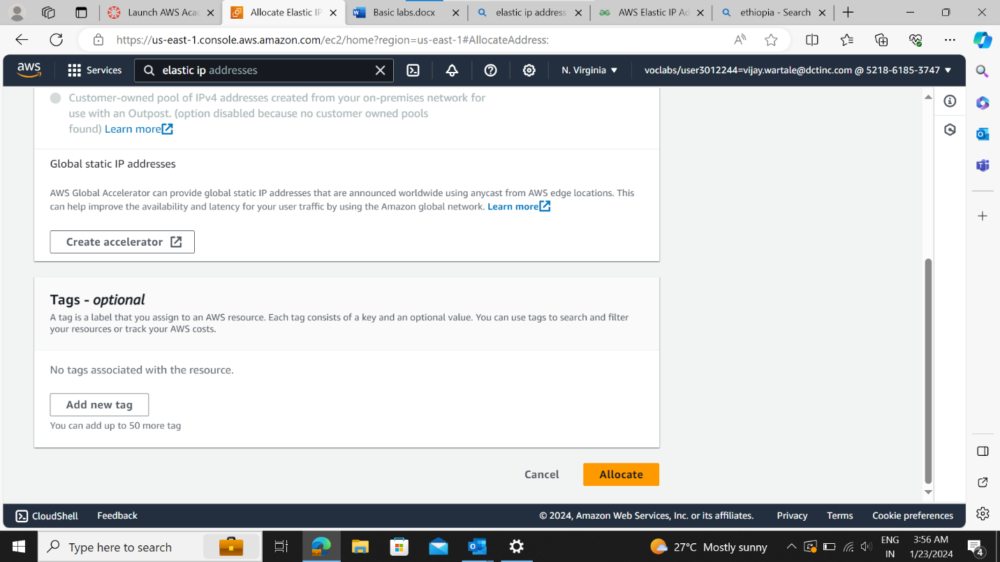 Launch AWS Aca
Allocate Elastic IP
Basic labs.docx
elastic ip address
AWS Elastic IP Ad
ethiopia - Search
https://us-east-1.console.aws.amazon.com/ec2/home?region=us-east-1#AllocateAddress:
aws
Services
elastic ip addresses
N. Virginia
voclabs/user3012244=vijay.wartale@dctinc.com @ 5218-6185-3747
Customer-owned pool of IPv4 addresses created from your on-premises network for
use with an Outpost. (option disabled because no customer owned pools
found) Learn more
Global static IP addresses
AWS Global Accelerator can provide global static IP addresses that are announced worldwide using anycast from AWS edge locations. This
can help improve the availability and latency for your user traffic by using the Amazon global network. Learn more
Create accelerator
Tags - optional
A tag is a label that you assign to an AWS resource. Each tag consists of a key and an optional value. You can use tags to search and filter
your resources or track your AWS costs.
No tags associated with the resource.
Add new tag
You can add up to 50 more tag
Cancel
Allocate
CloudShell
Feedback
© 2024, Amazon Web Services, Inc. or its affiliates.
Privacy
Terms
Cookie preferences
Type here to search
27°C Mostly sunny
ENG
IN
3:56 AM
1/23/2024
4